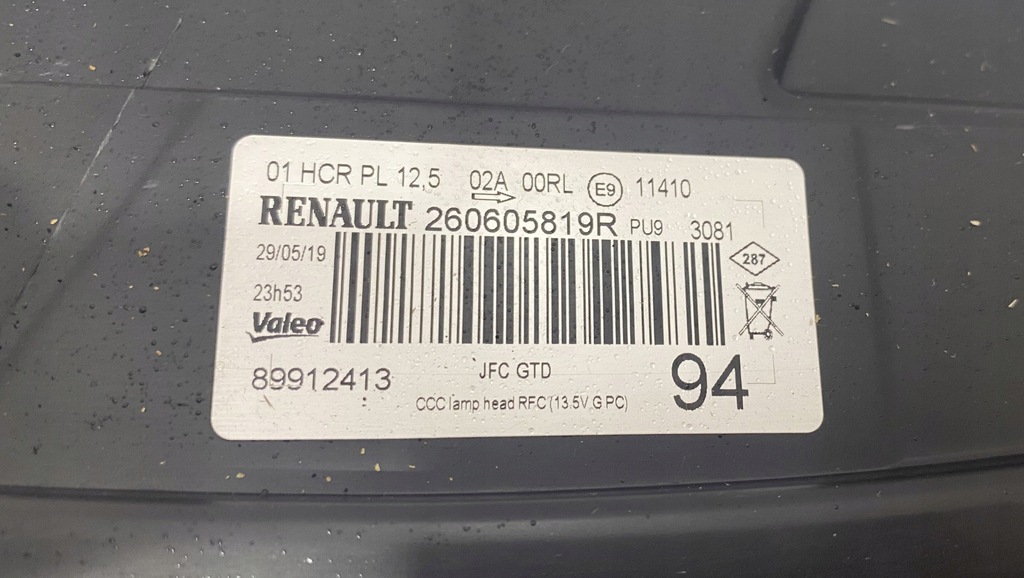 01 HCR PL 12,5 02A 00RL E9 11410
RENAULT 260605819R PU9 3081
29/05/19
287
23h53
Valeo
89912413 JFC GTD 94
CCC lamp head RFC (13.5V,G PC)